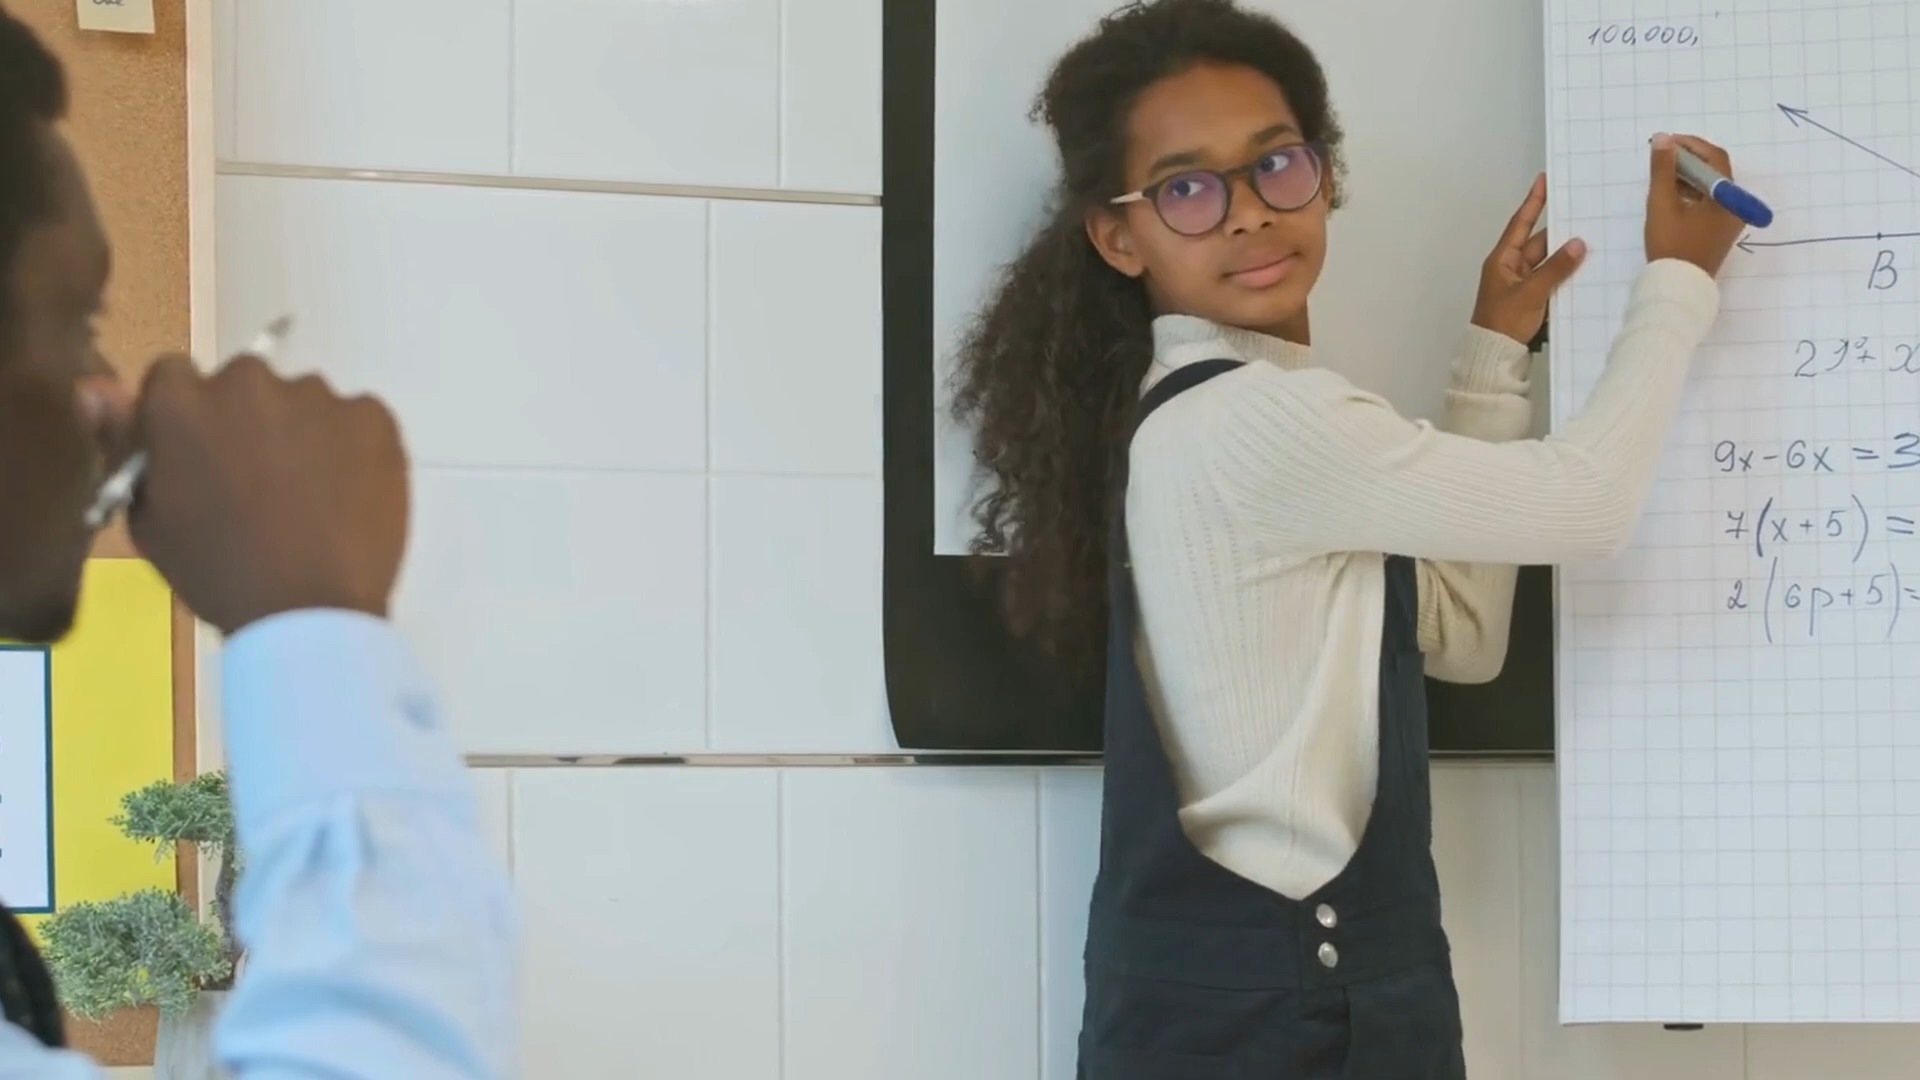 100,000,
B
9x-6x=3
7(x+5)=
2(6p+5)=